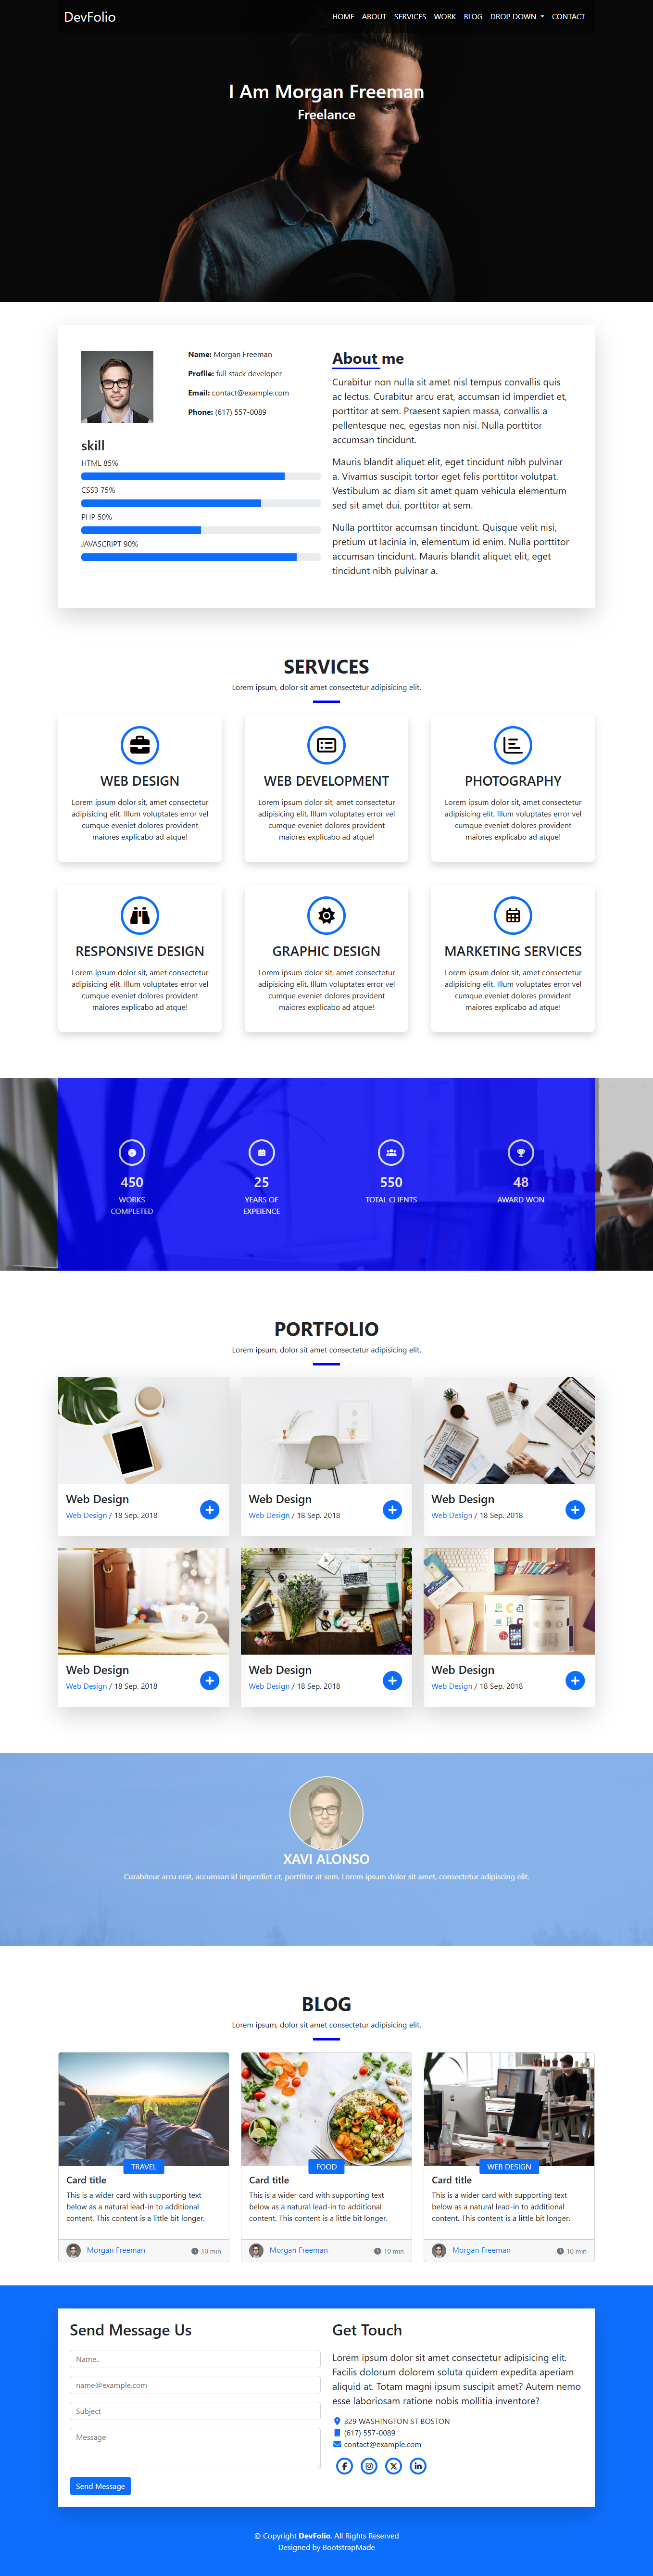 DevFolio
HOME ABOUT SERVICES WORK BLOG DROP DOWN CONTACT
I Am Morgan Freeman
Freelance
Name: Morgan Freeman
Profile: full stack developer
Email: contact@example.com
Phone: (617) 557-0089
skill
HTML 85%
CSS3 75%
PHP 50%
JAVASCRIPT 90%
About me
Curabitur non nulla sit amet nisl tempus convallis quis
ac lectus. Curabitur arcu erat, accumsan id imperdiet et,
porttitor at sem. Praesent sapien massa, convallis a
pellentesque nec, egestas non nisi. Nulla porttitor
accumsan tincidunt.
Mauris blandit aliquet elit, eget tincidunt nibh pulvinar
a. Vivamus suscipit tortor eget felis porttitor volutpat.
Vestibulum ac diam sit amet quam vehicula elementum
sed sit amet dui. porttitor at sem.
Nulla porttitor accumsan tincidunt. Quisque velit nisi,
pretium ut lacinia in, elementum id enim. Nulla porttitor
accumsan tincidunt. Mauris blandit aliquet elit, eget
tincidunt nibh pulvinar a.
SERVICES
Lorem ipsum, dolor sit amet consectetur adipisicing elit.
WEB DESIGN
Lorem ipsum dolor sit, amet consectetur
adipisicing elit. Illum voluptates error vel
cumque eveniet dolores provident
maiores explicabo ad atque!
WEB DEVELOPMENT
Lorem ipsum dolor sit, amet consectetur
adipisicing elit. Illum voluptates error vel
cumque eveniet dolores provident
maiores explicabo ad atque!
PHOTOGRAPHY
Lorem ipsum dolor sit, amet consectetur
adipisicing elit. Illum voluptates error vel
cumque eveniet dolores provident
maiores explicabo ad atque!
RESPONSIVE DESIGN
Lorem ipsum dolor sit, amet consectetur
adipisicing elit. Illum voluptates error vel
cumque eveniet dolores provident
maiores explicabo ad atque!
GRAPHIC DESIGN
Lorem ipsum dolor sit, amet consectetur
adipisicing elit. Illum voluptates error vel
cumque eveniet dolores provident
maiores explicabo ad atque!
MARKETING SERVICES
Lorem ipsum dolor sit, amet consectetur
adipisicing elit. Illum voluptates error vel
cumque eveniet dolores provident
maiores explicabo ad atque!
450
WORKS
COMPLETED
25
YEARS OF
EXPEIENCE
550
TOTAL CLIENTS
48
AWARD WON
PORTFOLIO
Lorem ipsum, dolor sit amet consectetur adipisicing elit.
BUSINESS
Web Design
Web Design / 18 Sep. 2018
Web Design
Web Design / 18 Sep. 2018
Web Design
Web Design / 18 Sep. 2018
Web Design
Web Design / 18 Sep. 2018
Web Design
Web Design / 18 Sep. 2018
Web Design
Web Design / 18 Sep. 2018
XAVI ALONSO
Curabiteur arcu erat, accumsan id imperdiet et, porttitor at sem. Lorem ipsum dolor sit amet, consectetur adipiscing elit.
BLOG
Lorem ipsum, dolor sit amet consectetur adipisicing elit.
TRAVEL
Card title
This is a wider card with supporting text
below as a natural lead-in to additional
content. This content is a little bit longer.
Morgan Freeman 10 min
FOOD
Card title
This is a wider card with supporting text
below as a natural lead-in to additional
content. This content is a little bit longer.
Morgan Freeman 10 min
WEB DESIGN
Card title
This is a wider card with supporting text
below as a natural lead-in to additional
content. This content is a little bit longer.
Morgan Freeman 10 min
Send Message Us
Name..
name@example.com
Subject
Message
Send Message
Get Touch
Lorem ipsum dolor sit amet consectetur adipisicing elit.
Facilis dolorum dolorem soluta quidem expedita aperiam
aliquid at. Totam magni ipsum suscipit amet? Autem nemo
esse laboriosam ratione nobis mollitia inventore?
329 WASHINGTON ST BOSTON
(617) 557-0089
contact@example.com
© Copyright DevFolio. All Rights Reserved
Designed by BootstrapMade